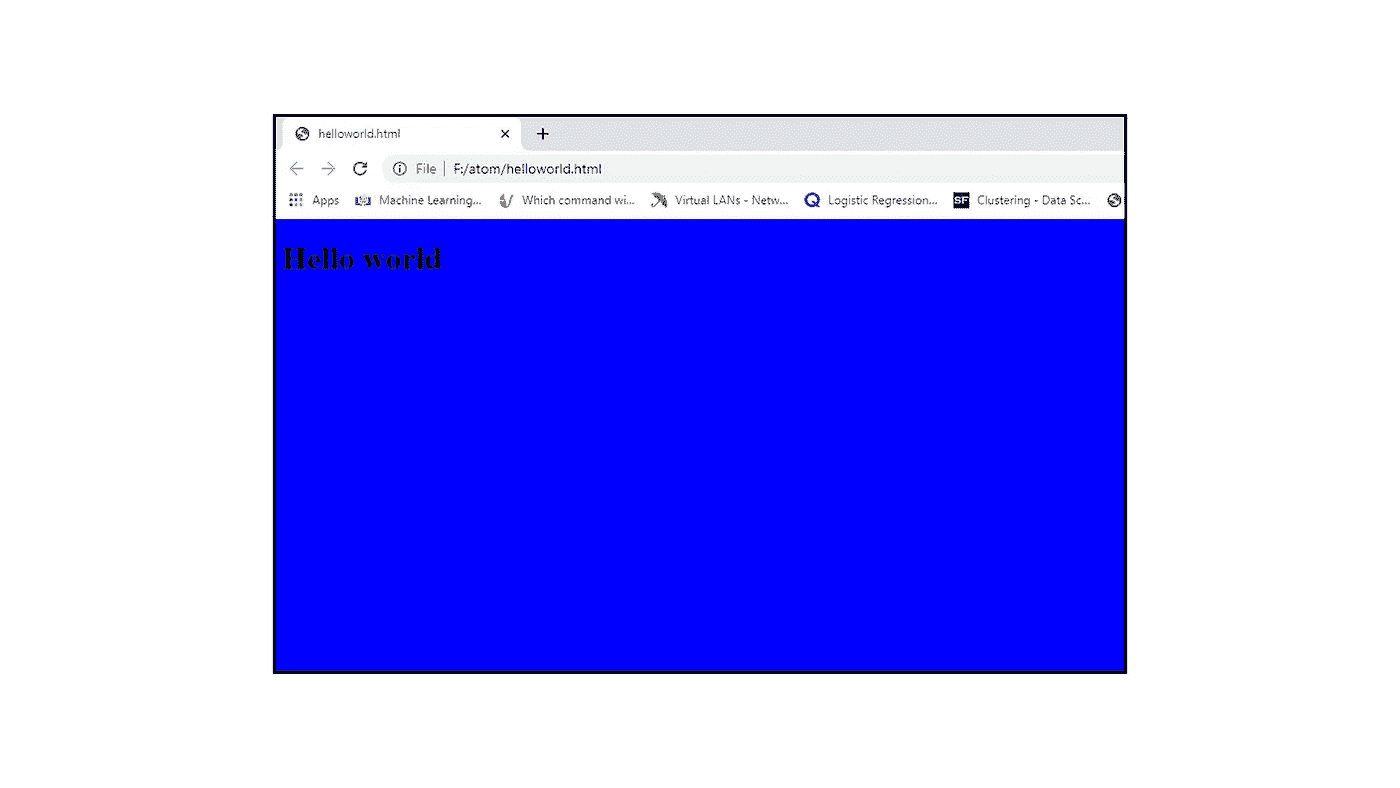 helloworld.html
File F:/atom/helloworld.html
Apps Machine Learning... Which command wi... Virtual LANs - Netw... Logistic Regression... SF Clustering - Data Sc...
Hello world